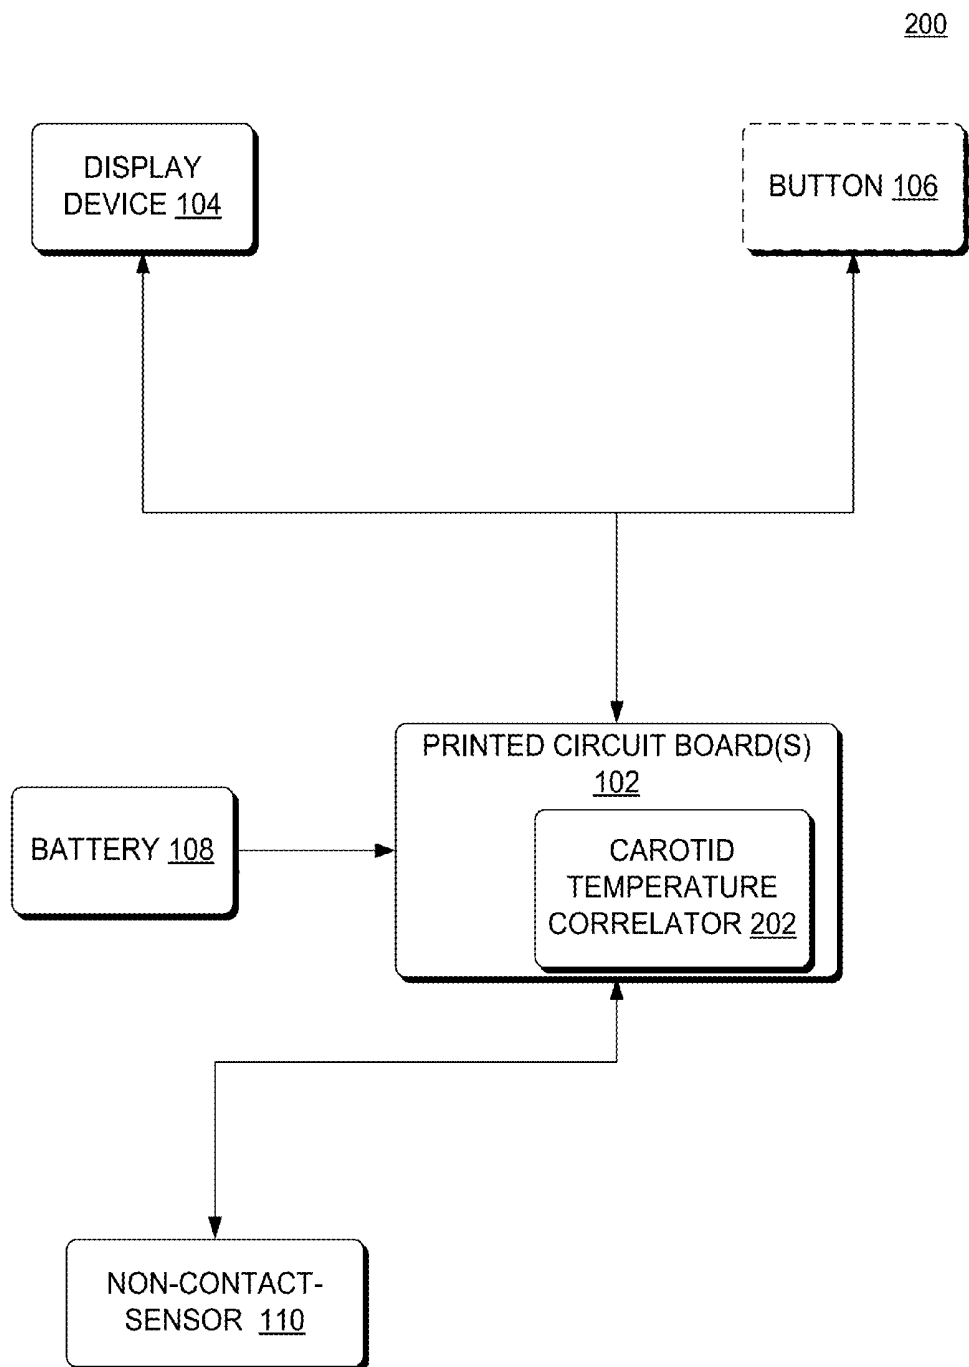 200
DISPLAY
DEVICE 104
BUTTON 106
PRINTED CIRCUIT BOARD(S)
102
BATTERY 108
CAROTID
TEMPERATURE
CORRELATOR 202
NON-CONTACT-
SENSOR 110